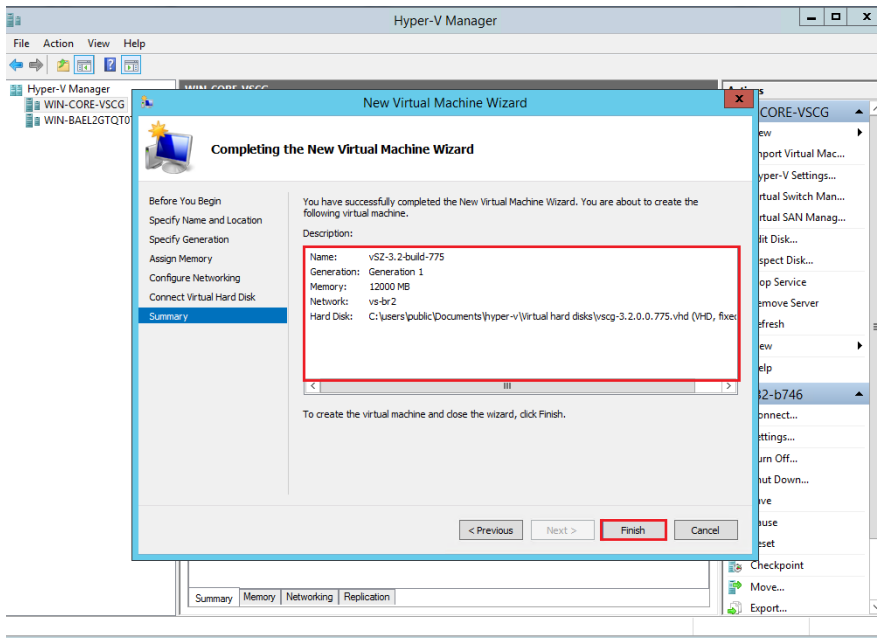 Hyper-V Manager
File Action View Help
Hyper-V Manager
WIN-CORE-VSCG
WIN-BAEL2GTQT0
New Virtual Machine Wizard
x
Completing the New Virtual Machine Wizard
Before You Begin
Specify Name and Location
Specify Generation
Assign Memory
Configure Networking
Connect Virtual Hard Disk
Summary
You have successfully completed the New Virtual Machine Wizard. You are about to create the
following virtual machine.
Description:
Name: vSZ-3.2-build-775
Generation: Generation 1
Memory: 12000 MB
Network: vs-br2
Hard Disk: C:\users\public\Documents\hyper-v\Virtual hard disks\vscg-3.2.0.0.775.vhd (VHD, fixed
To create the virtual machine and close the wizard, click Finish.
< Previous Next > Finish Cancel
Summary Memory Networking Replication
CORE-VSCG
ew
nport Virtual Mac...
yper-V Settings...
rtual Switch Man...
rtual SAN Manag...
dit Disk...
spect Disk...
op Service
emove Server
efresh
ew
elp
32-b746
onnect...
ettings...
urn Off...
hut Down...
ave
ause
eset
Checkpoint
Move...
Export...